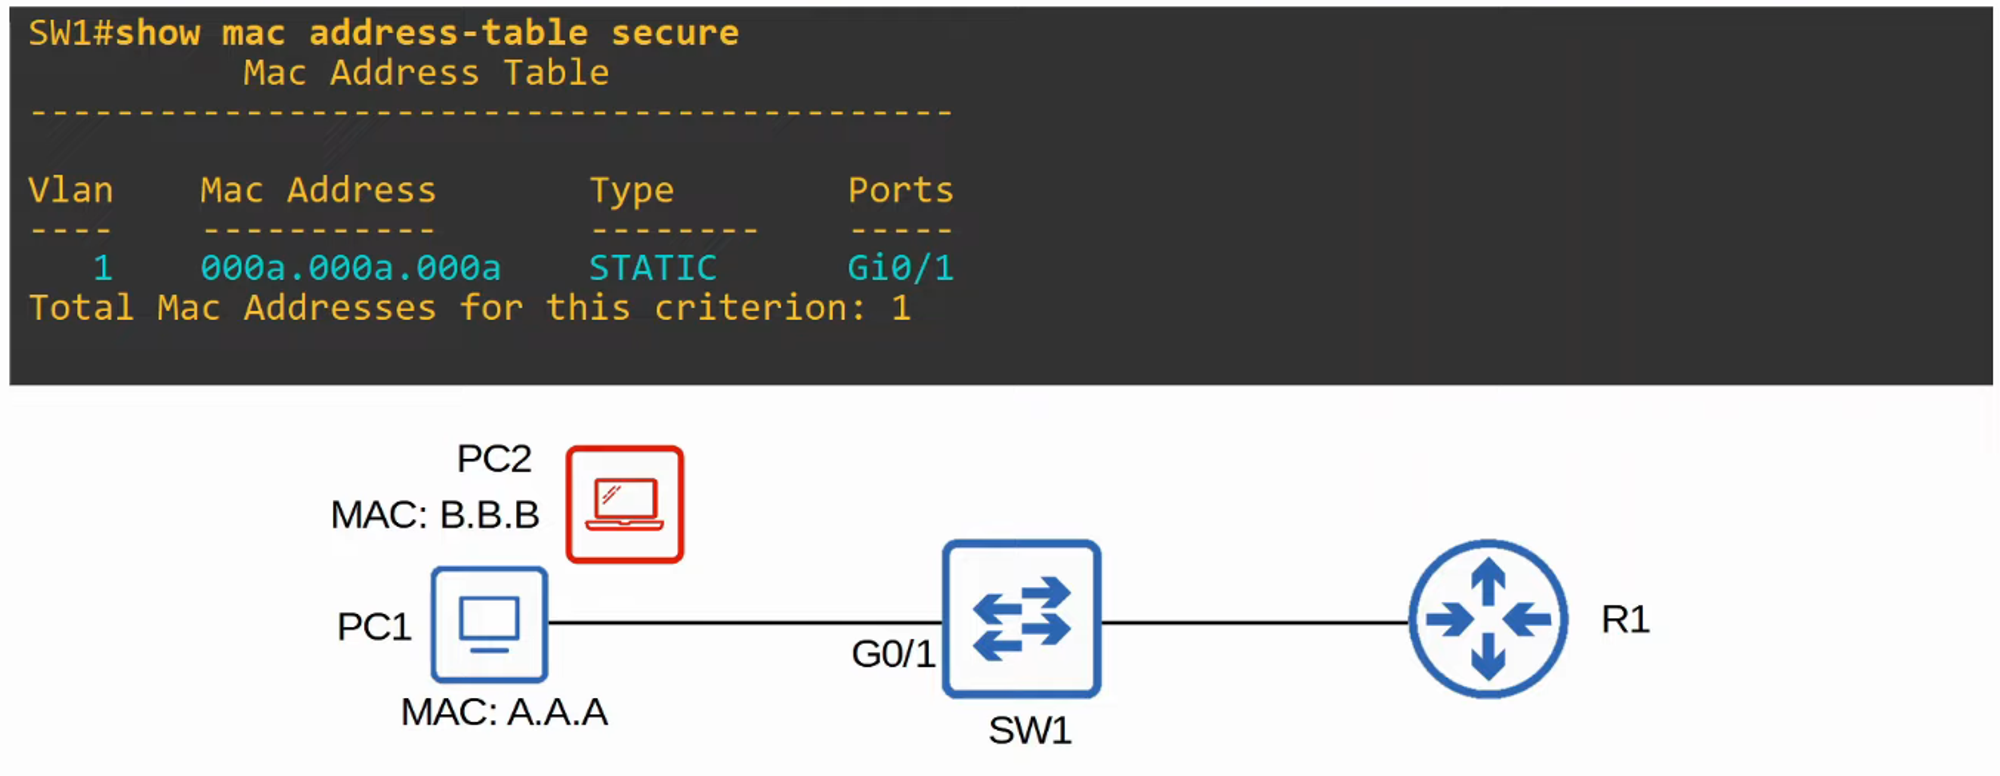 SW1#show mac address-table secure
Mac Address Table
-------------------------------------------
Vlan Mac Address Type Ports
---- ----------- -------- -----
1 000a.000a.000a STATIC Gi0/1
Total Mac Addresses for this criterion: 1
PC2
MAC: B.B.B
PC1
MAC: A.A.A
G0/1
SW1
R1